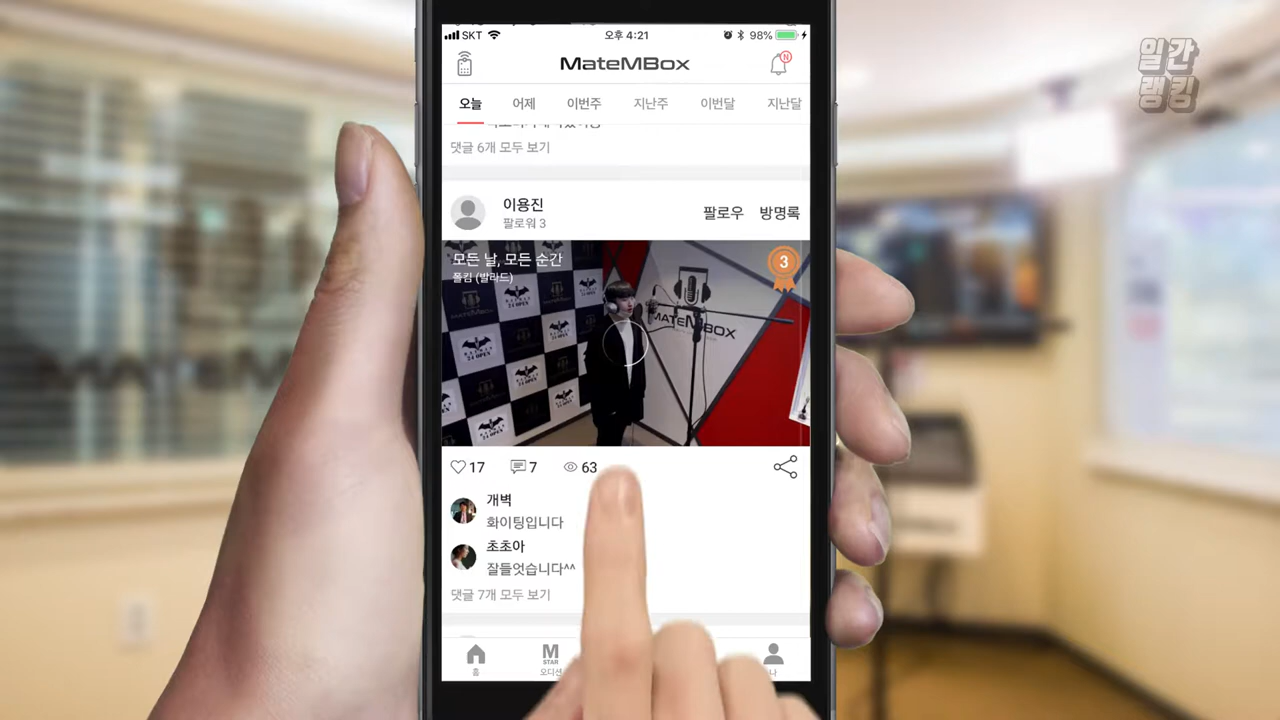 SKT
오후 4:21
98%
MateMBox
N
일간
랭킹
오늘 어제 이번주 지난주 이번달 지난달
댓글 6개 모두 보기
이용진
팔로워 3
팔로우 방명록
모든 날, 모든 순간
폴킴 (발라드)
3
MATEMBOX
17 7 63
개벽
화이팅입니다
초초아
잘들엇습니다^^
댓글 7개 모두 보기
M
STAR
홈
나